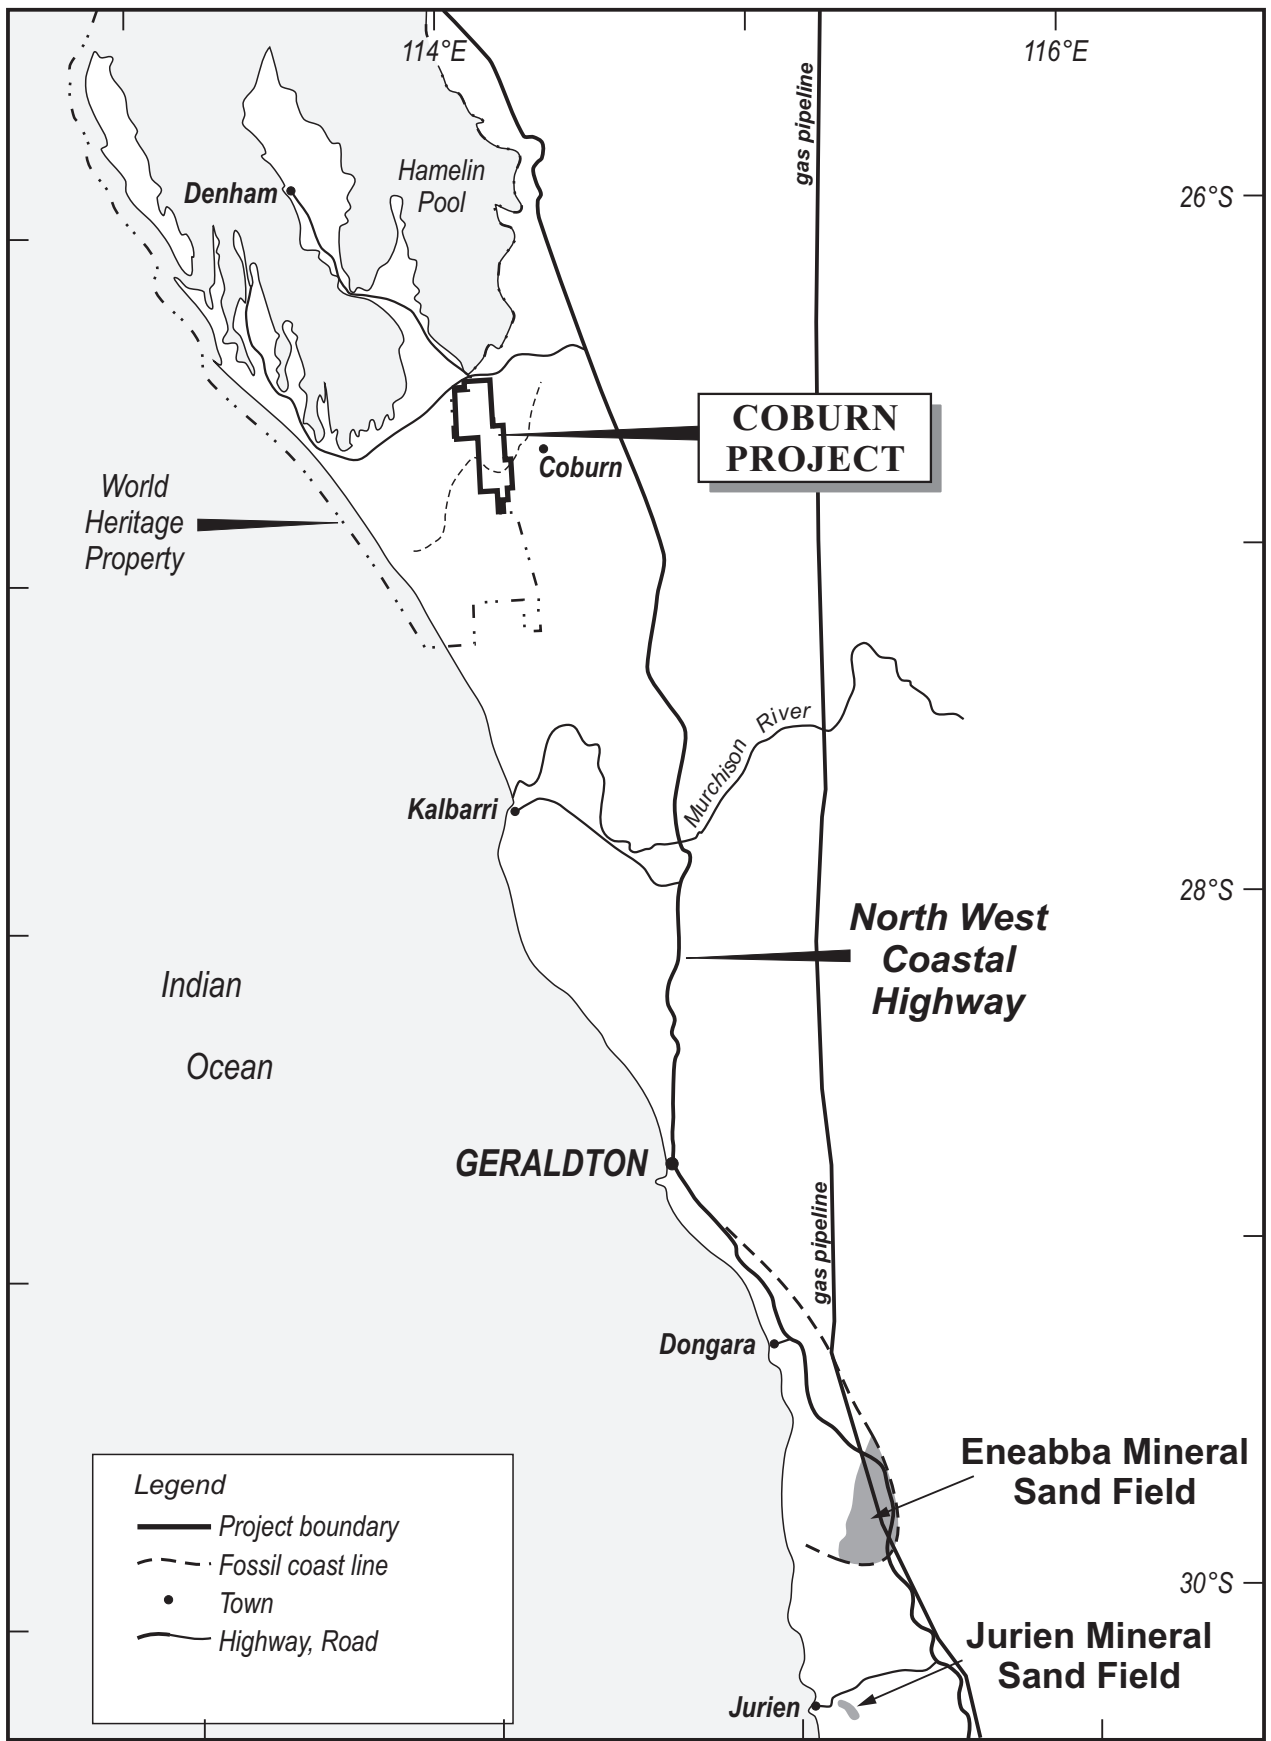 114°E
116°E
gas pipeline
26°S
Hamelin
Pool
Denham
COBURN
PROJECT
Coburn
World
Heritage
Property
Murchison River
Kalbarri
28°S
North West
Coastal
Highway
Indian
Ocean
GERALDTON
gas pipeline
Dongara
Eneabba Mineral
Sand Field
30°S
Jurien Mineral
Sand Field
Jurien
Legend
Project boundary
Fossil coast line
Town
Highway, Road